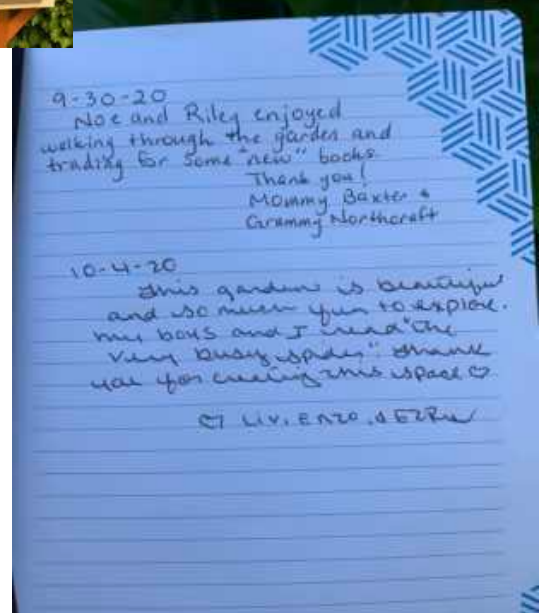 9-30-20
Noe and Riley enjoyed
walking through the garden and
trading for some "new" books.
Thank you!
Mommy Baxter &
Grammy Northcraft
10-4-20
This garden is beautiful
and so much fun to explore.
my boys and I read "The
very busy spider". Thank
you for creating this space ♡
♡ Liv, Enzo, & Ezra